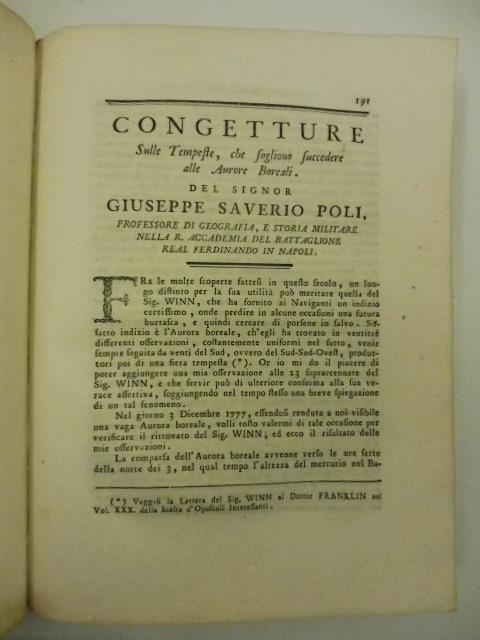 191
CONGETTURE
Sulle Tempeſte, che ſogliono ſuccedere
alle Aurore Boreali.
DEL SIGNOR
GIUSEPPE SAVERIO POLI,
PROFESSORE DI GEOGRAFIA, E STORIA MILITARE
NELLA R. ACCADEMIA DEL BATTAGLIONE
REAL FERDINANDO IN NAPOLI.
FRa le molte ſcoperte fatteſi in queſto ſecolo, un luo-
go diſtinto per la ſua utilità può meritare quella del
Sig. WINN, che ha fornito ai Naviganti un indizio
certiſſimo, onde predire in alcune occaſioni una futura
burraſca, e quindi cercare di porſene in ſalvo. Sif-
fatto indizio è l'Aurora boreale, ch'egli ha trovato in ventitrè
differenti oſſervazioni, coſtantemente uniformi nel fatto, venir
ſempre ſeguita da venti del Sud, ovvero del Sud-Sud-Oveſt, produt-
tori poi di una fiera tempeſta (*). Or io mi do il piacere di
poter aggiungere una mia oſſervazione alle 23 ſopraccennate del
Sig. WINN, e che ſervir può di ulteriore conferma alla ſua ve-
race aſſertiva, ſoggiungendo nel tempo ſteſſo una breve ſpiegazione
di un tal fenomeno.
Nel giorno 3 Dicembre 1777, eſſendoſi renduta a noi viſibile
una vaga Aurora boreale, volli toſto valermi di tale occaſione per
verificare il ritrovato del Sig. WINN; ed ecco il riſultato delle
mie oſſervazioni.
La comparſa dell'Aurora boreale avvenne verſo le ore ſette
della notte dei 3, nel qual tempo l'altezza del mercurio nel Ba-
(*) Veggaſi la Lettera del Sig. WINN al Dottor FRANKLIN nel
Vol. XXX. della Scelta d'Opuſcoli Intereſſanti.